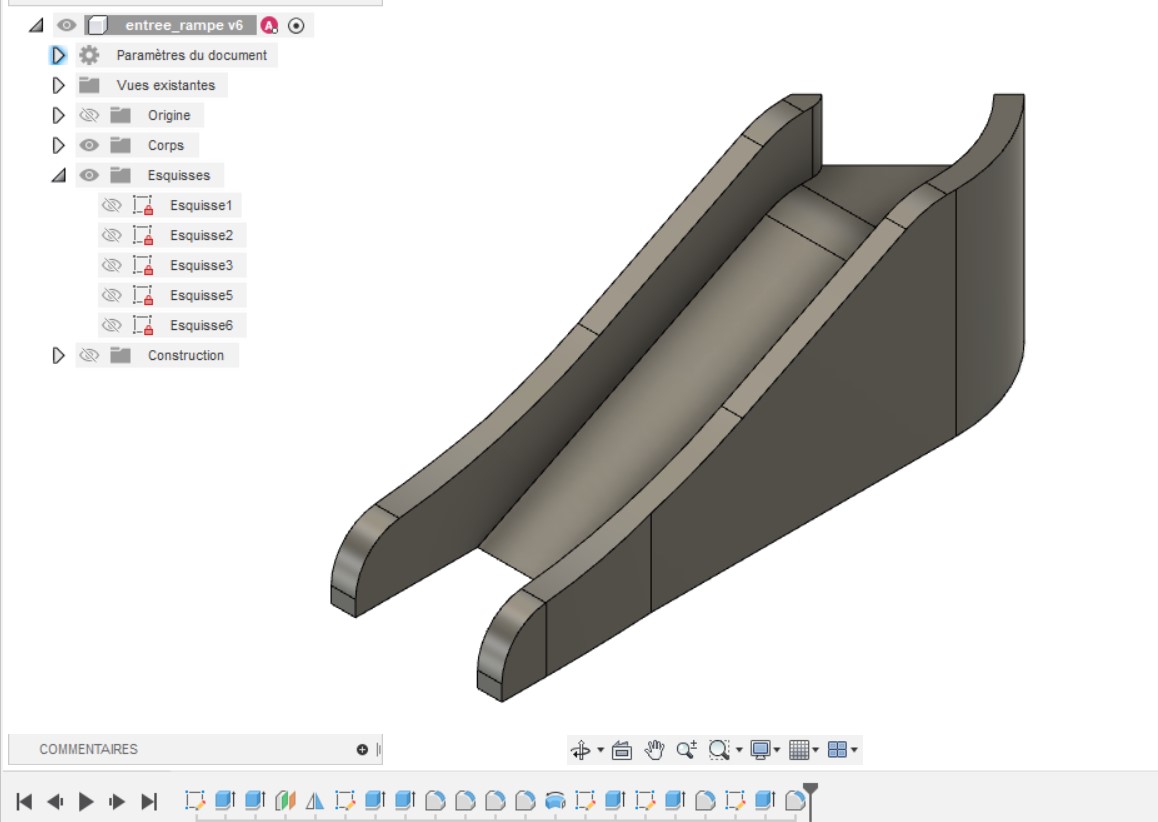 entree_rampe v6
A
Paramètres du document
Vues existantes
Origine
Corps
Esquisses
Esquisse1
Esquisse2
Esquisse3
Esquisse5
Esquisse6
Construction
COMMENTAIRES